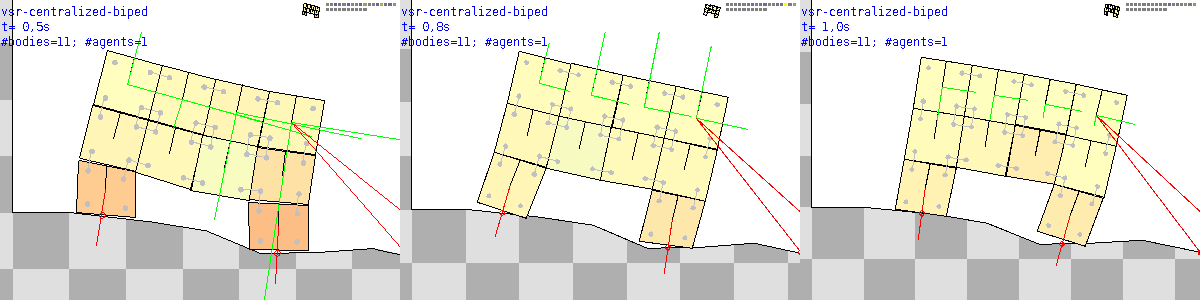 vsr-centralized-biped
t= 0,5s
#bodies=11; #agents=1
vsr-centralized-biped
t= 0,8s
#bodies=11; #agents=1
vsr-centralized-biped
t= 1,0s
#bodies=11; #agents=1